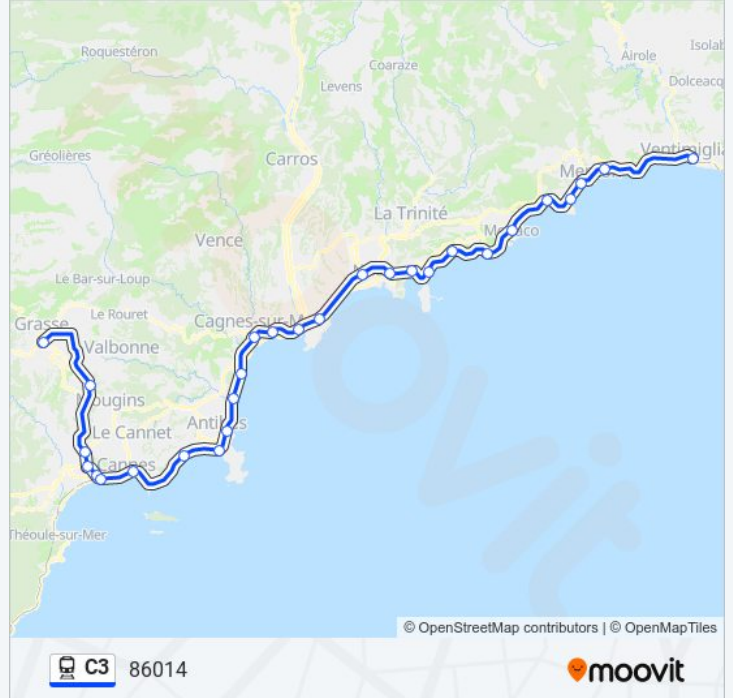 Roquestéron
Coaraze
Isolab
Airole
Levens
Dolceacq
Gréolières
Carros
Ventimiglia
La Trinité
Vence
Le Bar-sur-Loup
Le Rouret
Cagnes-sur-M
Grasse
Valbonne
Mougins
Le Cannet
Cannes
Théoule-sur-Mer
© OpenStreetMap contributors | © OpenMapTiles
C3 86014
moovit